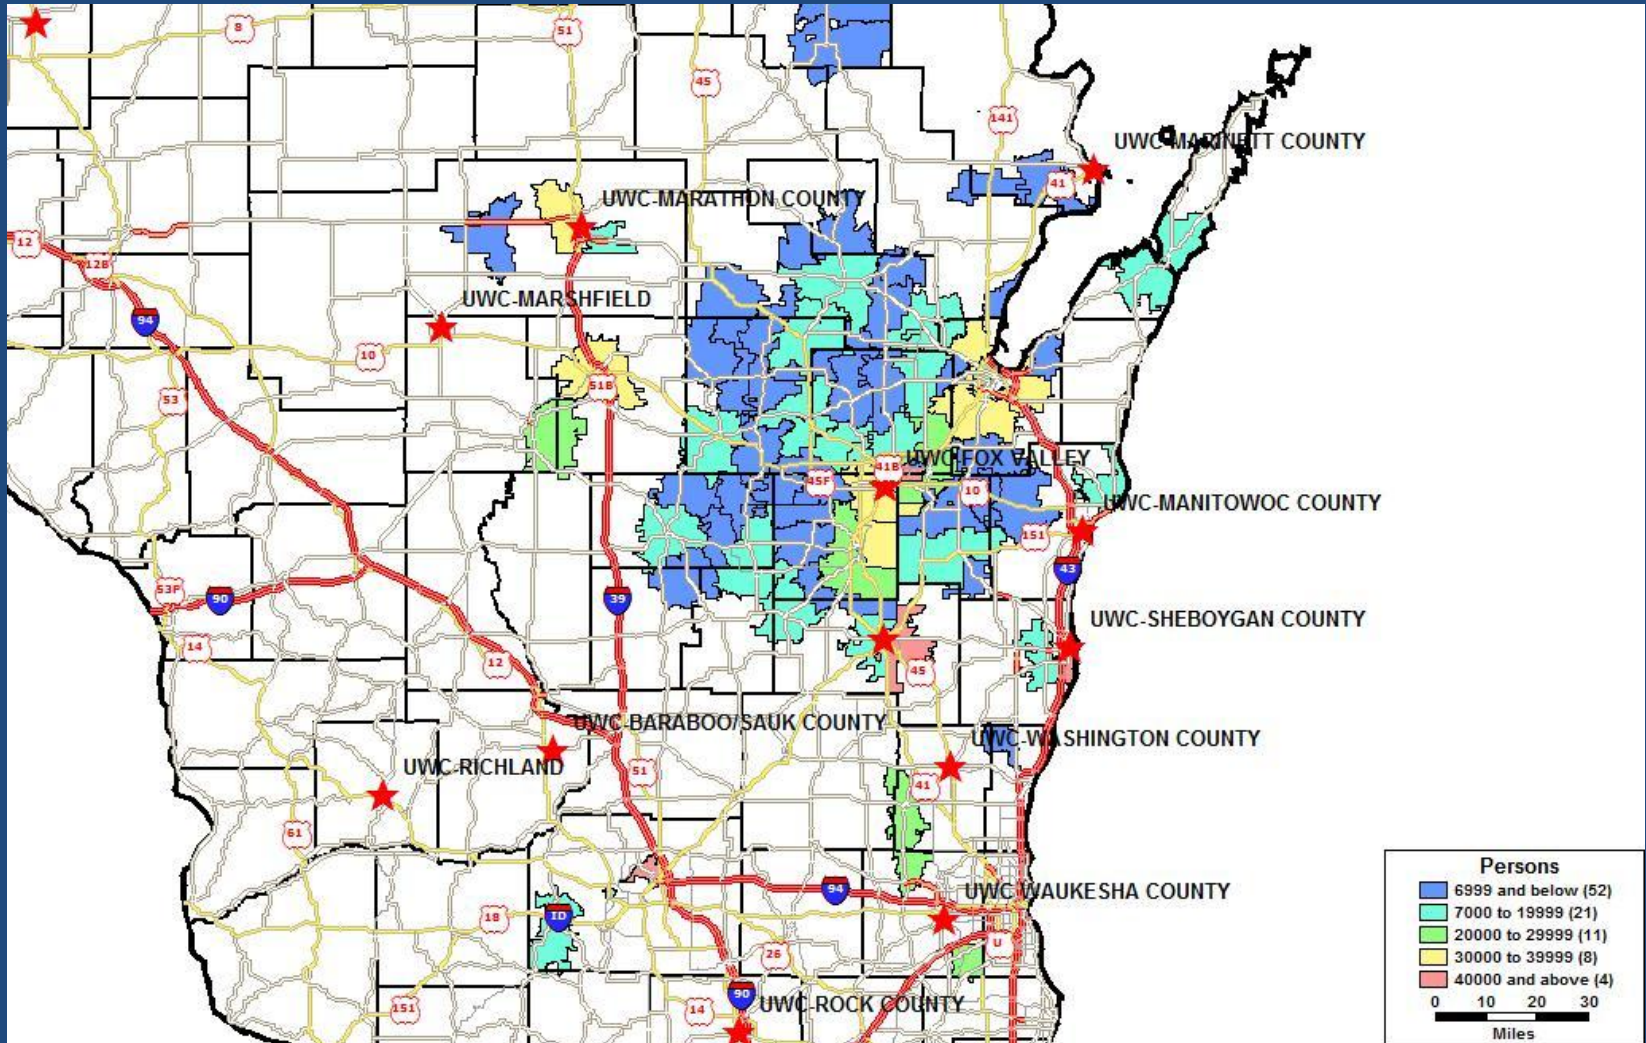 8
51
45
141
UWC-MARINETT COUNTY
41
UWC-MARATHON COUNTY
12
12B
UWC-MARSHFIELD
94
10
53
51B
UWC-FOX VALLEY
41B
45F
10
UWC-MANITOWOC COUNTY
151
43
53F
90
39
UWC-SHEBOYGAN COUNTY
14
12
45
UWC-BARABOO/SAUK COUNTY
UWC-WASHINGTON COUNTY
UWC-RICHLAND
51
41
61
UWC-WAUKESHA COUNTY
94
18
ID
U
26
90
UWC-ROCK COUNTY
151
14
Persons
6999 and below (52)
7000 to 19999 (21)
20000 to 29999 (11)
30000 to 39999 (8)
40000 and above (4)
0 10 20 30
Miles